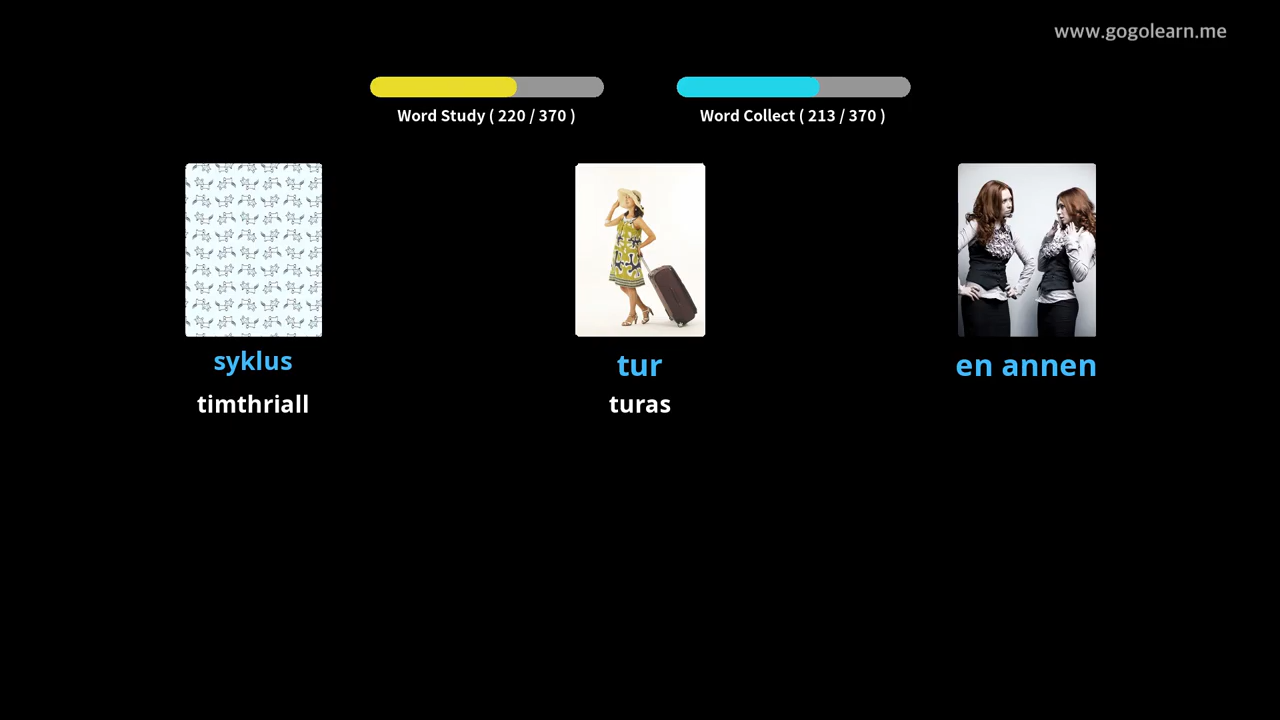 www.gogolearn.me
Word Study ( 220 / 370 )
Word Collect ( 213 / 370 )
syklus
tur
en annen
timthriall
turas